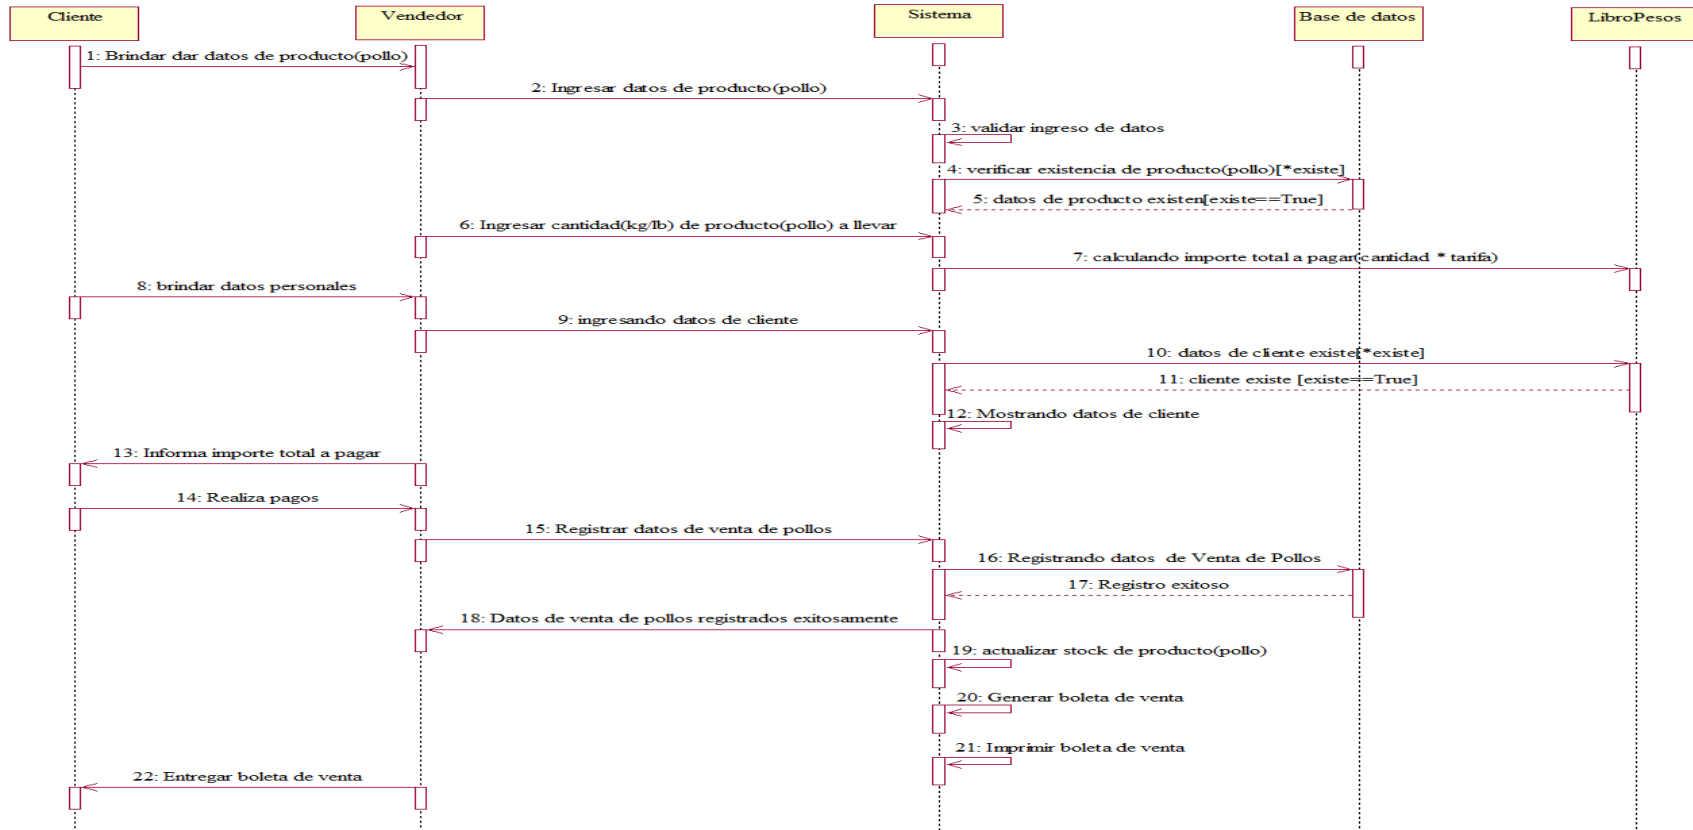 Cliente
Vendedor
Sistema
Base de datos
LibroPesos
1: Brindar dar datos de producto(pollo)
2: Ingresar datos de producto(pollo)
3: validar ingreso de datos
4: verificar existencia de producto(pollo)[*existe]
5: datos de producto existen[existe==True]
6: Ingresar cantidad(kg/lb) de producto(pollo) a llevar
7: calculando importe total a pagar(cantidad * tarifa)
8: brindar datos personales
9: ingresando datos de cliente
10: datos de cliente existe[*existe]
11: cliente existe [existe==True]
12: Mostrando datos de cliente
13: Informa importe total a pagar
14: Realiza pagos
15: Registrar datos de venta de pollos
16: Registrando datos  de Venta de Pollos
17: Registro exitoso
18: Datos de venta de pollos registrados exitosamente
19: actualizar stock de producto(pollo)
20: Generar boleta de venta
21: Imprimir boleta de venta
22: Entregar boleta de venta